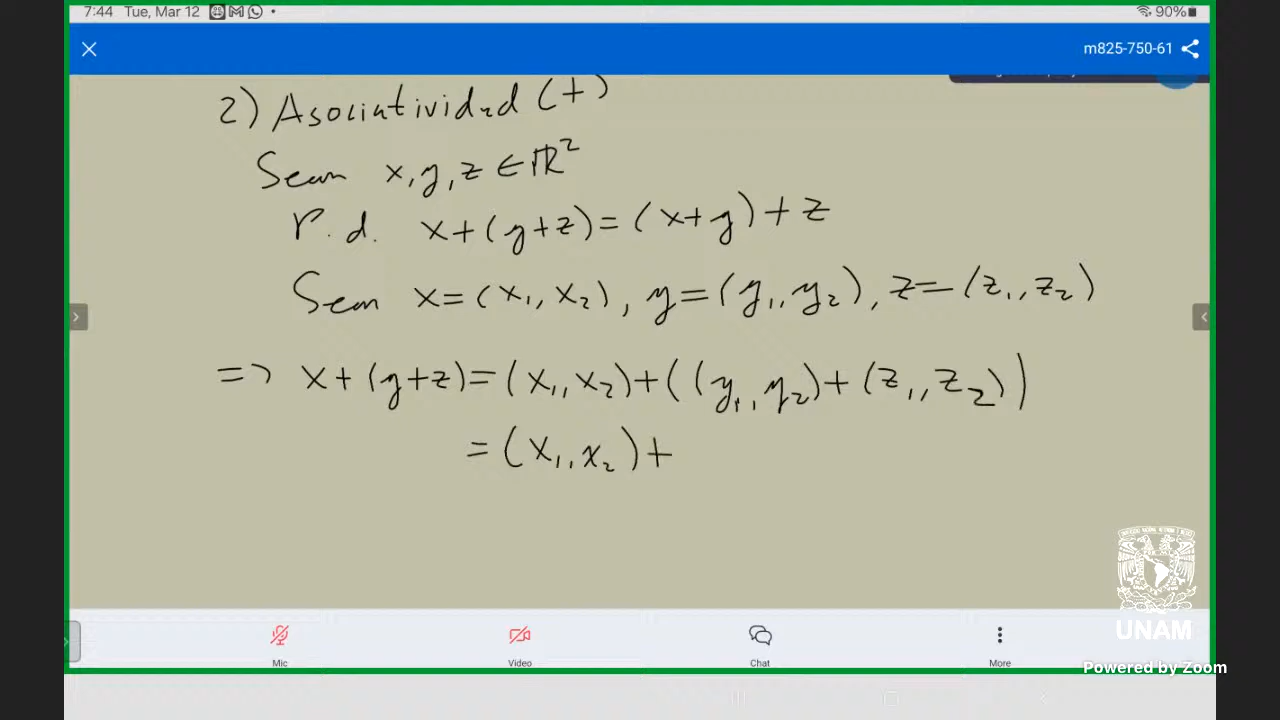 7:44 Tue, Mar 12
90%
m825-750-61
2) Asociatividad (+)
Sean x, y, z ∈ ℝ²
P.d. x+(y+z)=(x+y)+z
Sean x=(x₁, x₂), y=(y₁, y₂), z=(z₁, z₂)
=> x+(y+z)=(x₁, x₂)+((y₁, y₂)+(z₁, z₂))
=(x₁, x₂)+
UNAM
Mic Video Chat More
Powered by Zoom